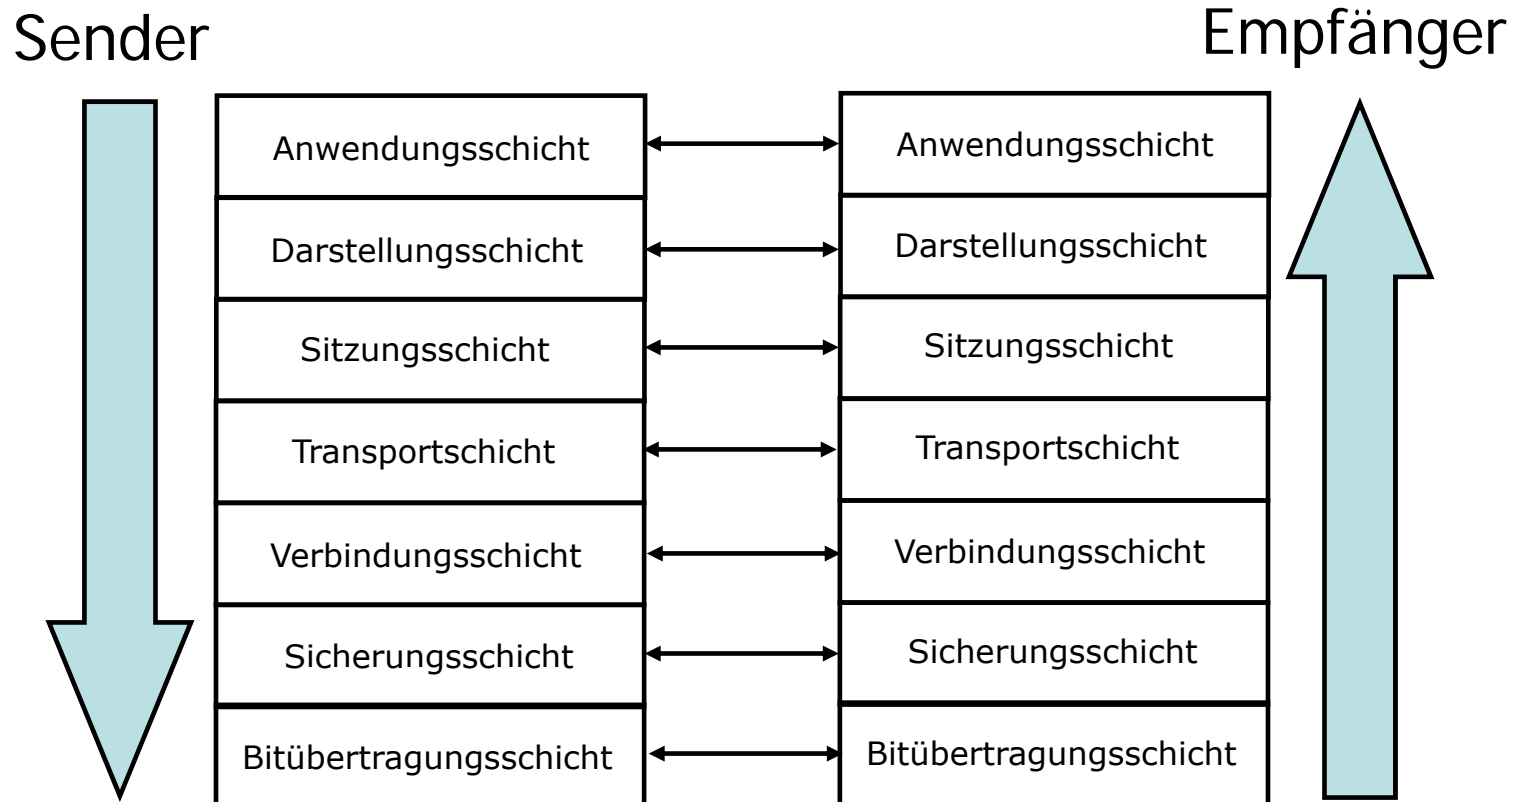 Sender
Empfänger
Anwendungsschicht
Anwendungsschicht
Darstellungsschicht
Darstellungsschicht
Sitzungsschicht
Sitzungsschicht
Transportschicht
Transportschicht
Verbindungsschicht
Verbindungsschicht
Sicherungsschicht
Sicherungsschicht
Bitübertragungsschicht
Bitübertragungsschicht